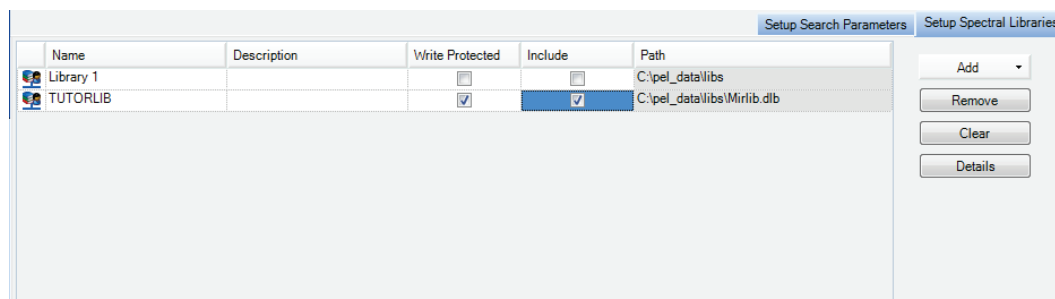 Setup Search Parameters Setup Spectral Libraries
Name Description Write Protected Include Path
Library 1 C:\pel_data\libs
TUTORLIB C:\pel_data\libs\Mirlib.dlb
Add
Remove
Clear
Details